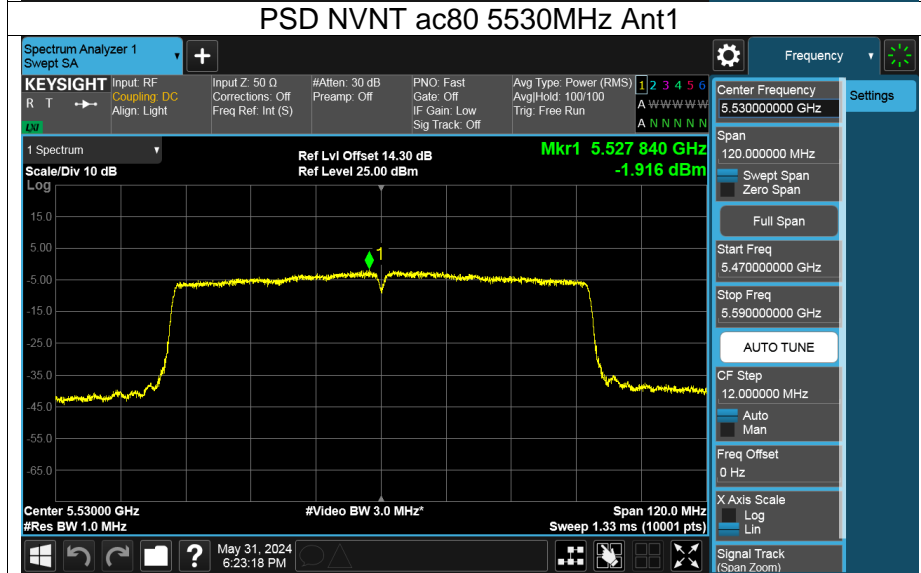 PSD NVNT ac80 5530MHz Ant1
Spectrum Analyzer 1
Swept SA
+
Frequency
KEYSIGHT
R T
LXI
Input: RF
Coupling: DC
Align: Light
Input Z: 50 Ω
Corrections: Off
Freq Ref: Int (S)
#Atten: 30 dB
Preamp: Off
PNO: Fast
Gate: Off
IF Gain: Low
Sig Track: Off
Avg Type: Power (RMS)
Avg|Hold: 100/100
Trig: Free Run
1 2 3 4 5 6
A W W W W W
A N N N N N
1 Spectrum
Scale/Div 10 dB
Log
Ref Lvl Offset 14.30 dB
Ref Level 25.00 dBm
Mkr1 5.527 840 GHz
-1.916 dBm
15.0
5.00
-5.00
-15.0
-25.0
-35.0
-45.0
-55.0
-65.0
1
Center 5.53000 GHz
#Res BW 1.0 MHz
#Video BW 3.0 MHz*
Span 120.0 MHz
Sweep 1.33 ms (10001 pts)
?
May 31, 2024
6:23:18 PM
Center Frequency
5.530000000 GHz
Settings
Span
120.000000 MHz
Swept Span
Zero Span
Full Span
Start Freq
5.470000000 GHz
Stop Freq
5.590000000 GHz
AUTO TUNE
CF Step
12.000000 MHz
Auto
Man
Freq Offset
0 Hz
X Axis Scale
Log
Lin
Signal Track
(Span Zoom)